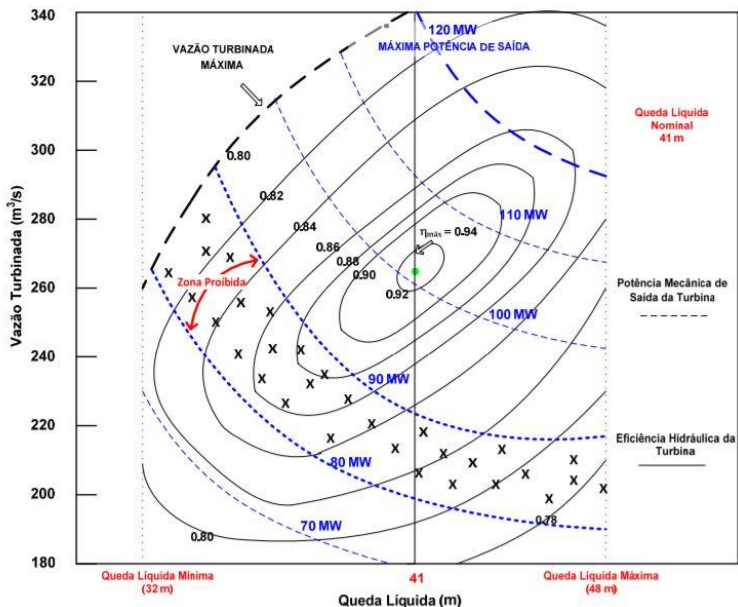 340
320
300
280
260
240
220
200
180
Vazão Turbinada (m³/s)
VAZÃO TURBINADA
MÁXIMA
120 MW
MÁXIMA POTÊNCIA DE SAÍDA
Queda Líquida
Nominal
41 m
0.80
0.82
0.84
0.86
0.88
0.90
0.92
ηmáx = 0.94
110 MW
Zona Proíbida
100 MW
Potência Mecânica de
Saída da Turbina
90 MW
80 MW
70 MW
Eficiência Hidráulica da
Turbina
0.80
0.78
X X X X X X X X X X X X X X X X X X X X X X X X X X X X X
Queda Líquida Mínima
(32 m)
41
Queda Líquida Máxima
(48 m)
Queda Líquida (m)